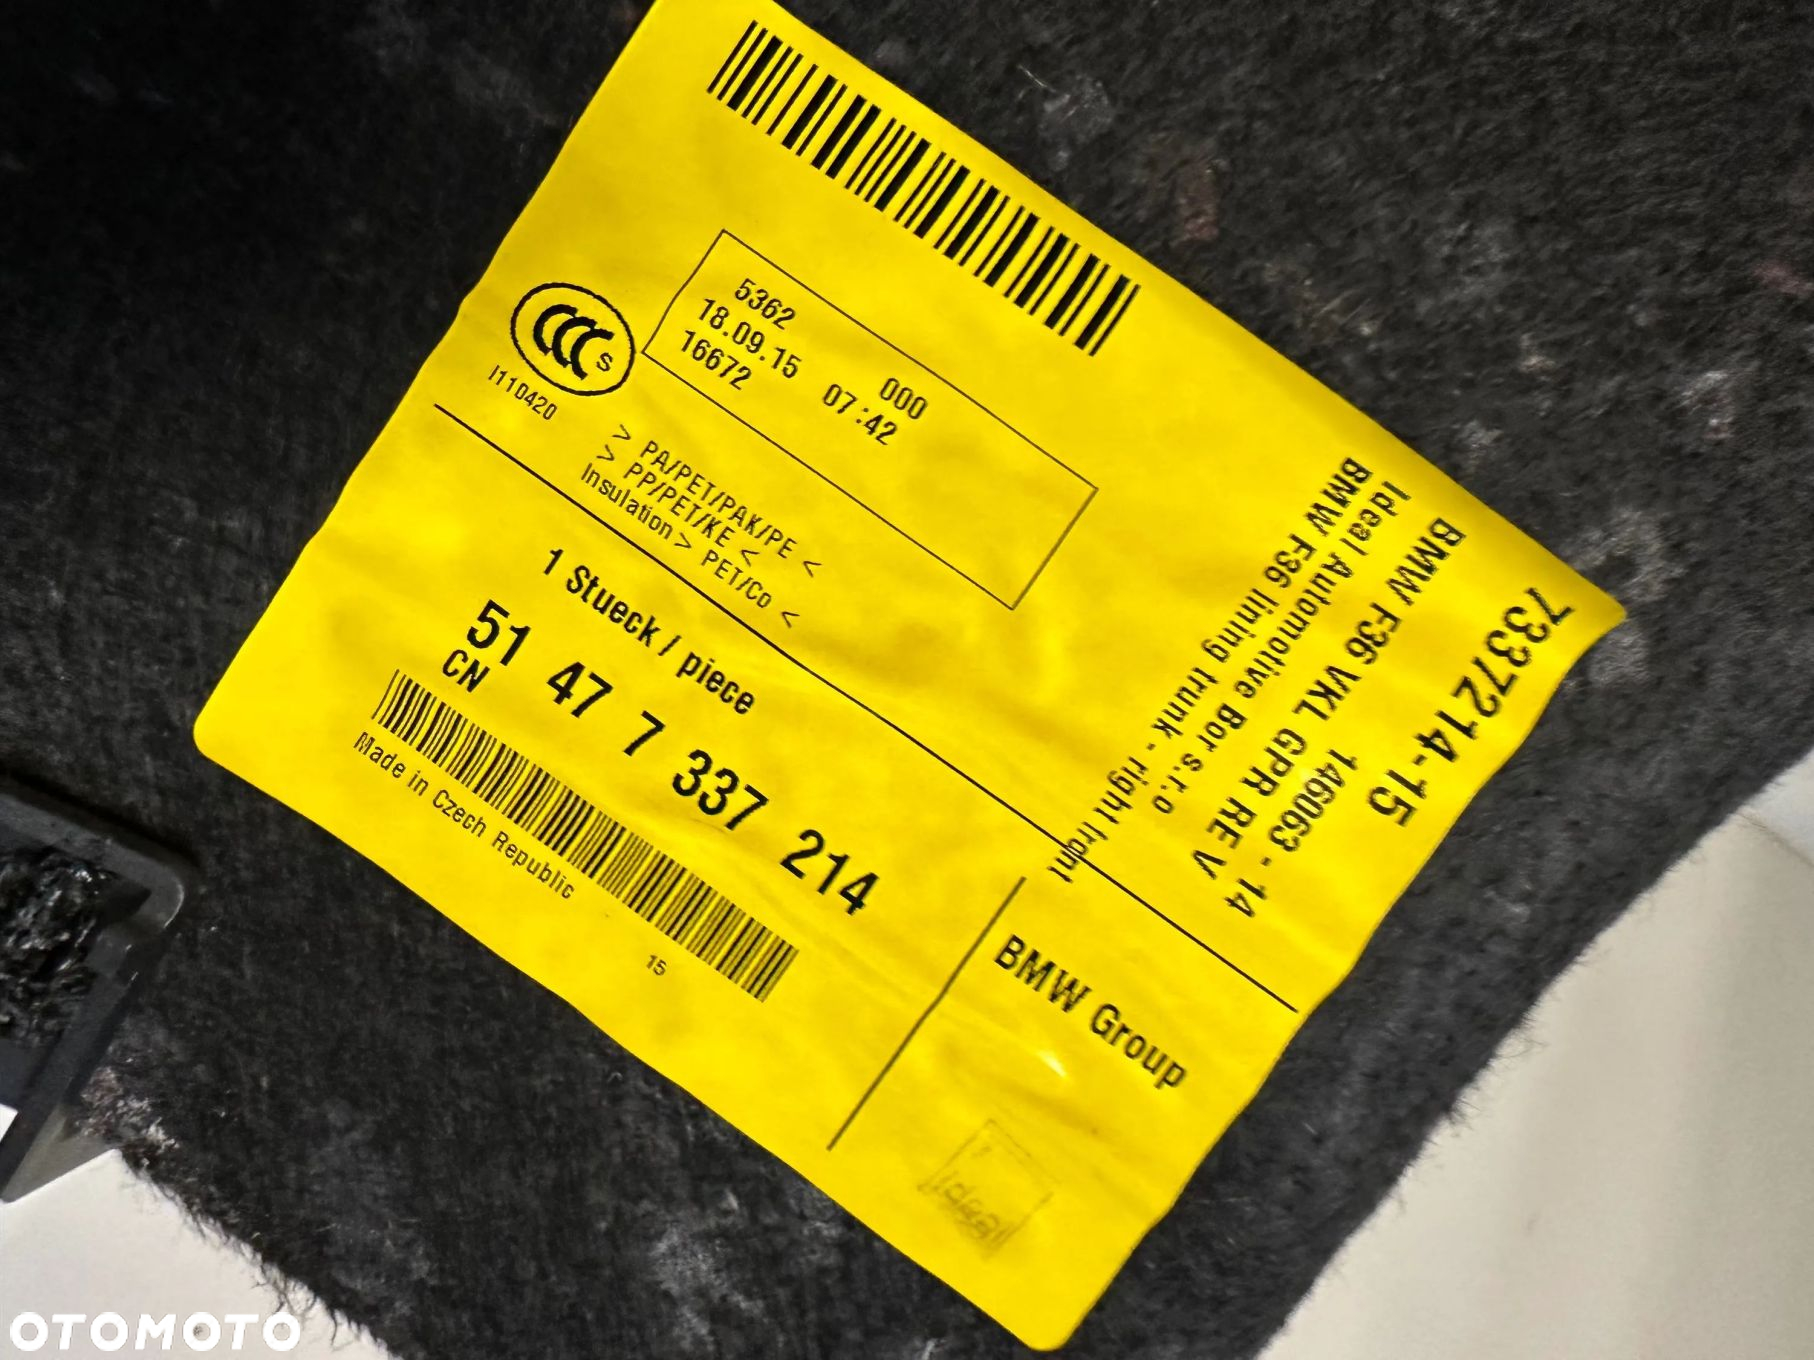 CCC S
I110420
5362 000
18.09.15 07:42
16672
> PA/PET/PAK/PE <
> PP/PET/KE <
Insulation > PET/Co <
1 Stueck / piece
51 47 7 337 214
CN
Made in Czech Republic
15
7337214-15
146063 - 14
BMW F36 VKL GPR RE V
Ideal Automotive Bor s.r.o
BMW F36 lining trunk - right front
BMW Group
Ideal
OTOMOTO